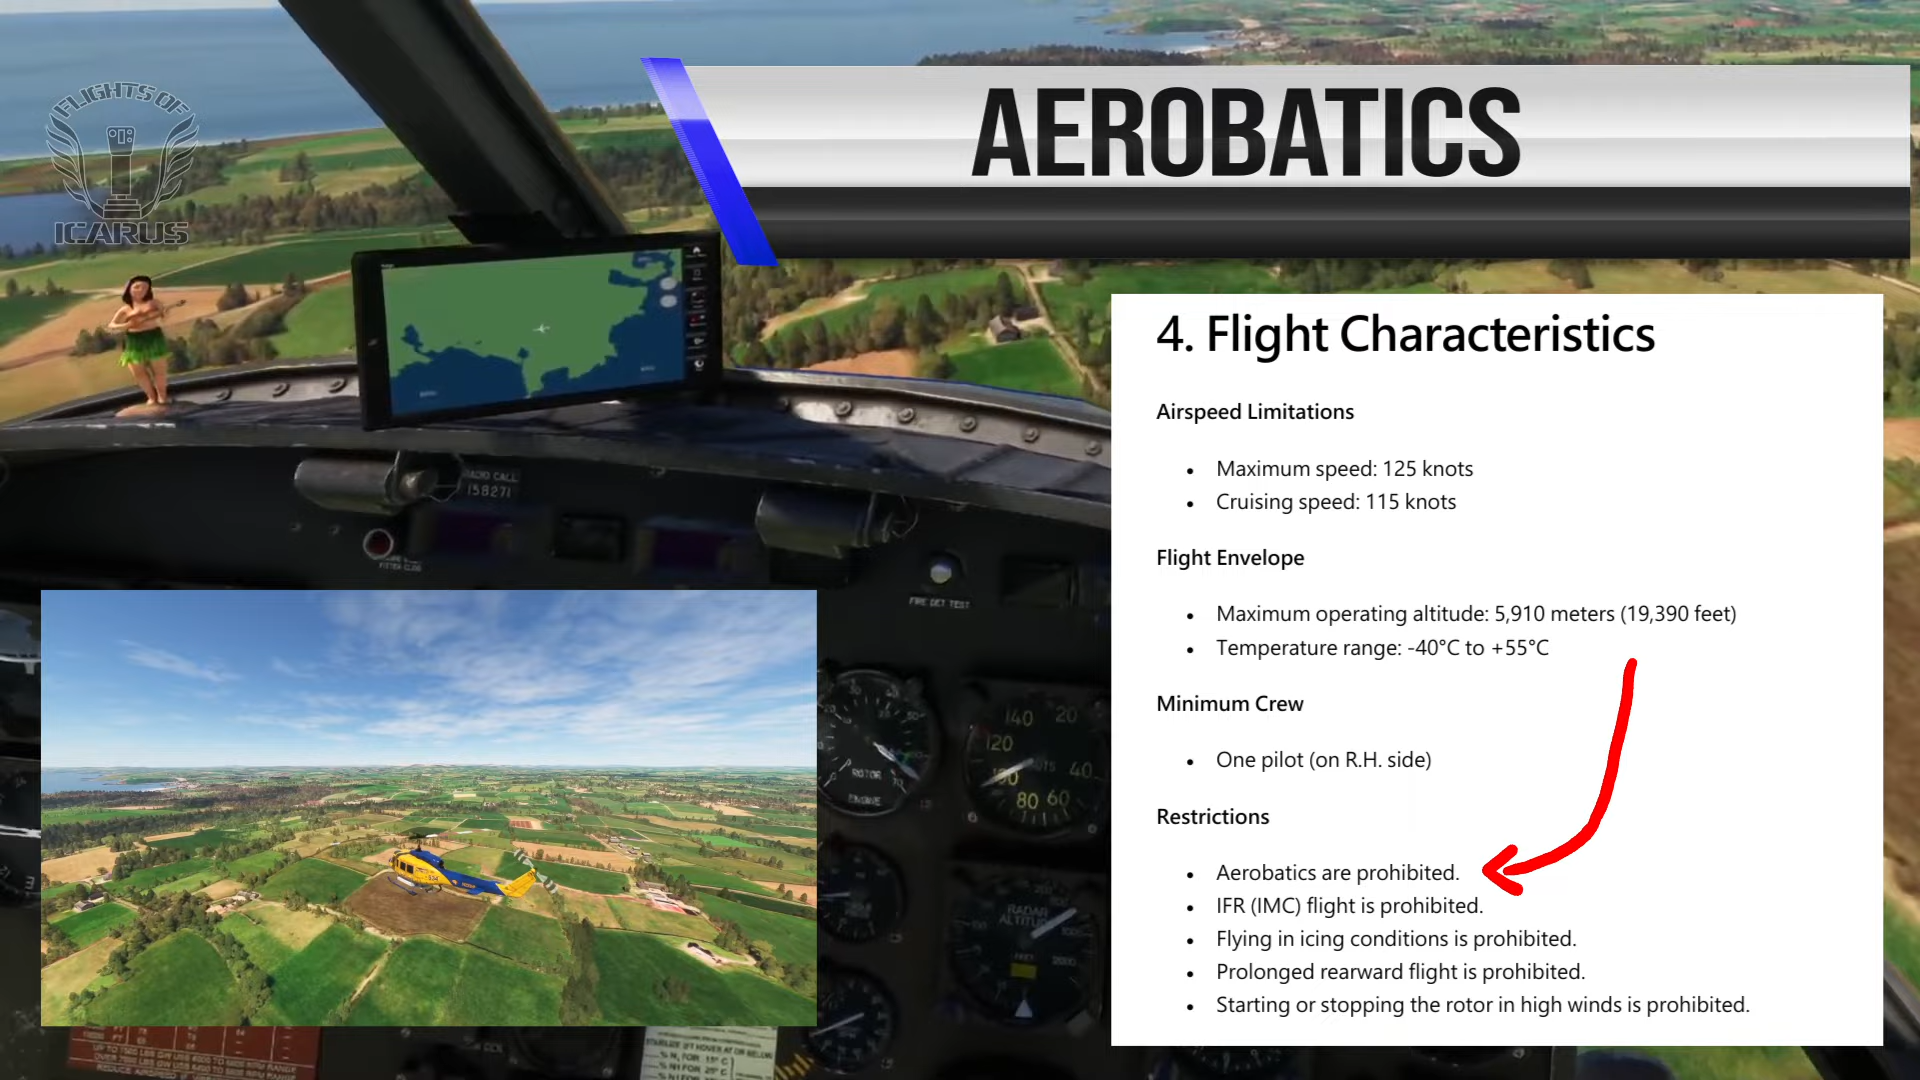 FLIGHTS OF
ICARUS
AEROBATICS
4. Flight Characteristics
Airspeed Limitations
• Maximum speed: 125 knots
• Cruising speed: 115 knots
Flight Envelope
• Maximum operating altitude: 5,910 meters (19,390 feet)
• Temperature range: -40°C to +55°C
Minimum Crew
• One pilot (on R.H. side)
Restrictions
• Aerobatics are prohibited.
• IFR (IMC) flight is prohibited.
• Flying in icing conditions is prohibited.
• Prolonged rearward flight is prohibited.
• Starting or stopping the rotor in high winds is prohibited.
RADIO CALL
158271
FIRE DET TEST
ROTOR
ENGINE
140 20
120
40
80 60
RADAR
FEET